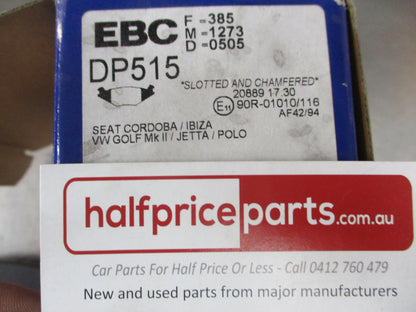 EBC F-385
M-1273
D-0505
DP515
"SLOTTED AND CHAMFERED"
20889 17.30
E11 90R-01010/116
AF42/94
SEAT CORDOBA / IBIZA
VW GOLF Mk II / JETTA / POLO
halfpriceparts.com.au
Car Parts For Half Price Or Less - Call 0412 760 479
New and used parts from major manufacturers